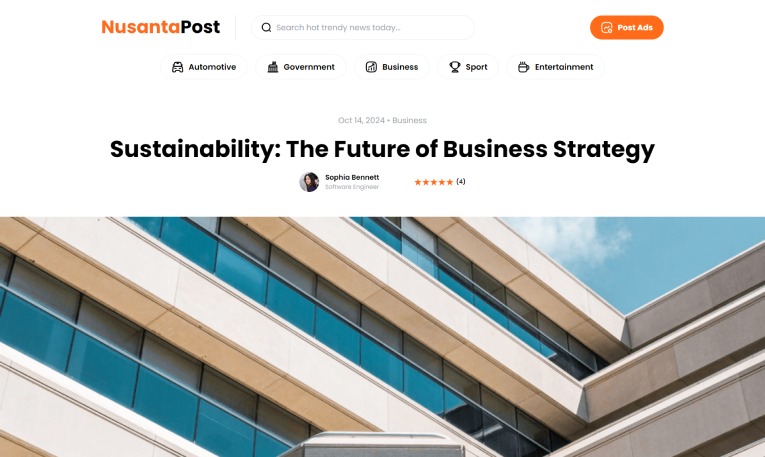 NusantaPost
Search hot trendy news today...
Post Ads
Automotive
Government
Business
Sport
Entertainment
Oct 14, 2024 • Business
Sustainability: The Future of Business Strategy
Sophia Bennett
Software Engineer
(4)